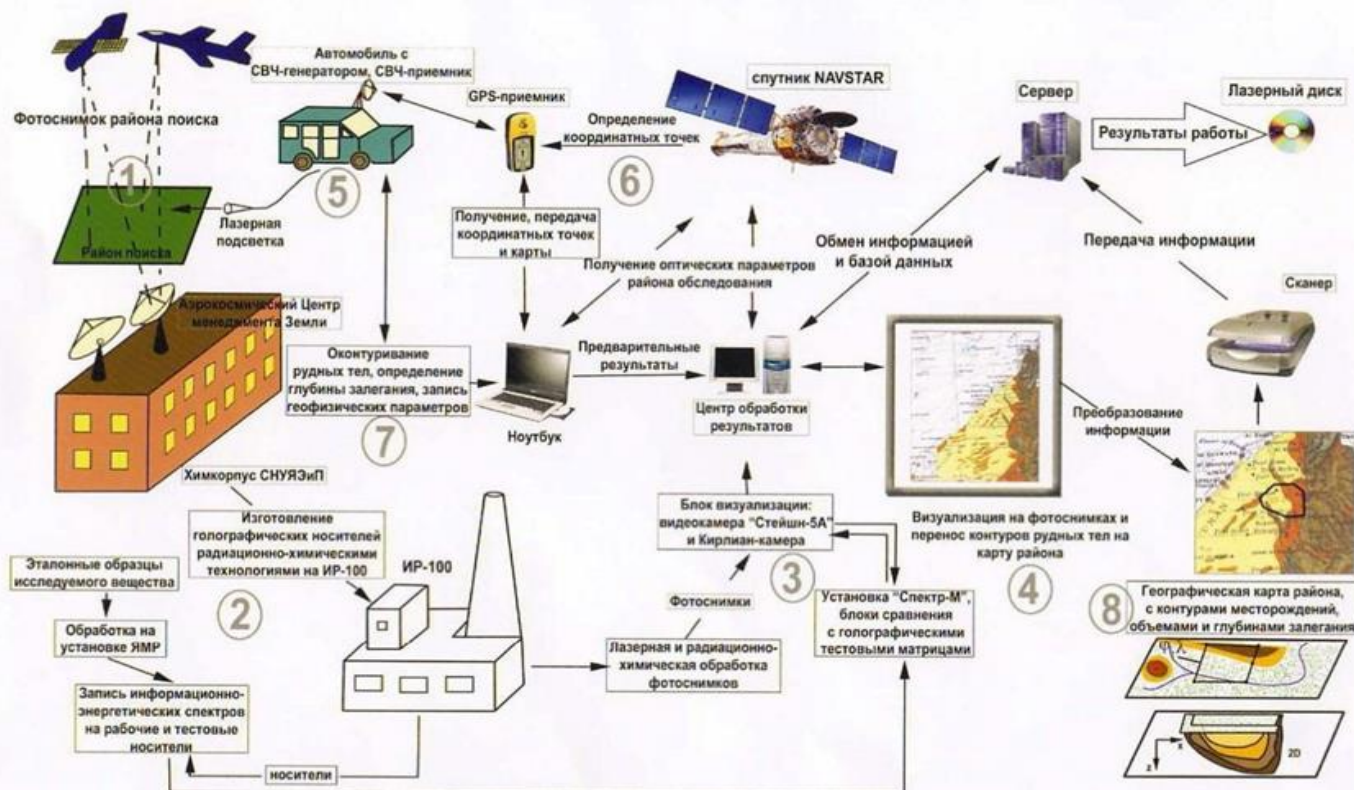 Автомобиль с
СВЧ-генератором, СВЧ-приемник
GPS-приемник
спутник NAVSTAR
Сервер
Лазерный диск
Фотоснимок района поиска
Определение
координатных точек
Результаты работы
1
5
6
Лазерная
подсветка
Район поиска
Получение, передача
координатных точек
и карты
Получение оптических параметров
района обследования
Обмен информацией
и базой данных
Передача информации
Сканер
Аэрокосмический Центр
менеджмента Земли
Оконтуривание
рудных тел, определение
глубины залегания, запись
геофизических параметров
7
Ноутбук
Предварительные
результаты
Центр обработки
результатов
Преобразование
информации
Химкорпус СНУЯЭиП
Изготовление
голографических носителей
радиационно-химическими
технологиями на ИР-100
ИР-100
Эталонные образцы
исследуемого вещества
2
Обработка на
установке ЯМР
Запись информационно-
энергетических спектров
на рабочие и тестовые
носители
носители
Блок визуализации:
видеокамера "Стейшн-5А"
и Кирлиан-камера
3
Фотоснимки
Лазерная и радиационно-
химическая обработка
фотоснимков
Установка "Спектр-М",
блоки сравнения
с голографическими
тестовыми матрицами
Визуализация на фотоснимках и
перенос контуров рудных тел на
карту района
4
8
Географическая карта района,
с контурами месторождений,
объемами и глубинами залегания
φ λ
X
Z
2D